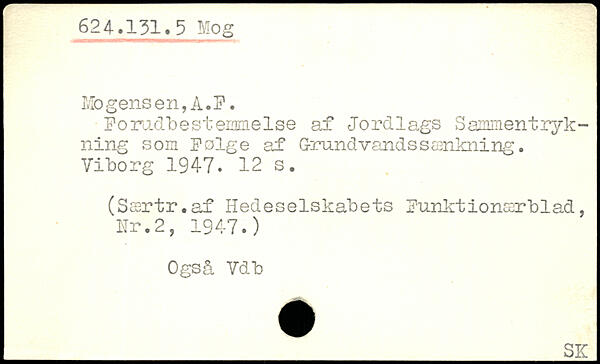 624.131.5 Mog
Mogensen,A.F.
Forudbestemmelse af Jordlags Sammentryk-
ning som Følge af Grundvandssænkning.
Viborg 1947. 12 s.
(Særtr.af Hedeselskabets Funktionærblad,
Nr.2, 1947.)
Også Vdb
SK